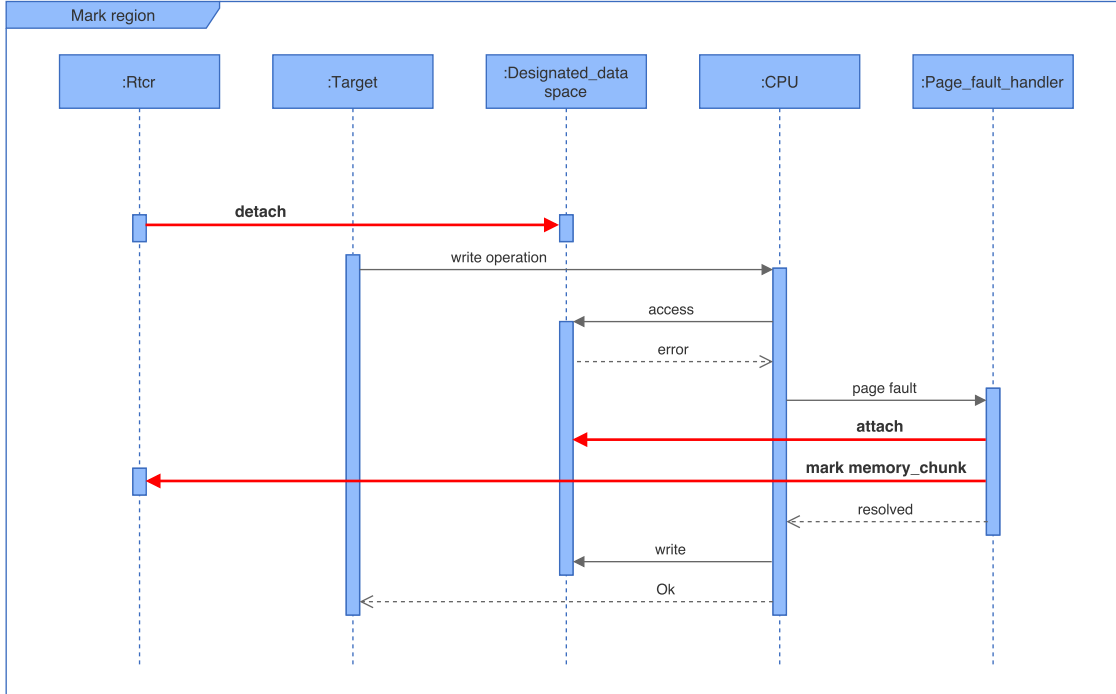 Mark region
:Rtcr
:Target
:Designated_data
space
:CPU
:Page_fault_handler
detach
write operation
access
error
page fault
attach
mark memory_chunk
resolved
write
Ok